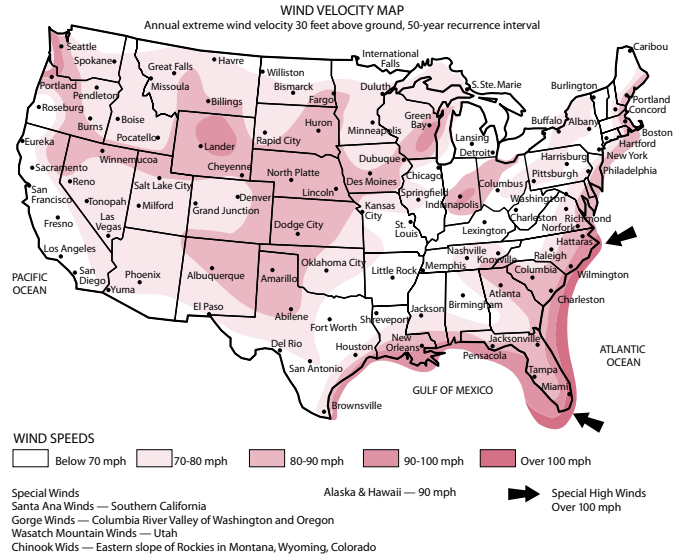 WIND VELOCITY MAP
Annual extreme wind velocity 30 feet above ground, 50-year recurrence interval
Seattle
Spokane
Portland
Pendleton
Roseburg
Burns
Boise
Pocatello
Great Falls
Missoula
Havre
Billings
Williston
Bismarck
Fargo
International
Falls
Duluth
S. Ste. Marie
Caribou
Burlington
Portland
Concord
Buffalo
Albany
Boston
Hartford
New York
Philadelphia
Harrisburg
Pittsburg
Lansing
Detroit
Green
Bay
Minneapolis
Huron
Rapid City
Lander
Cheyenne
Eureka
Winnemucoa
Sacramento
Reno
San
Francisco
Tonopah
Salt Lake City
Milford
Fresno
Las
Vegas
Grand Junction
Denver
North Platte
Lincoln
Dubuque
Des Moines
Chicago
Springfield
Indianapolis
Columbus
Washington
Charleston
Richmond
Norfolk
Hattaras
Kansas
City
St.
Louis
Lexington
Dodge City
Los Angeles
San
Diego
Yuma
Phoenix
Albuquerque
Amarillo
Oklahoma City
Little Rock
Memphis
Nashville
Knoxville
Raleigh
Wilmington
Columbia
Charleston
Atlanta
Birmingham
Jackson
Shreveport
El Paso
Abilene
Fort Worth
Del Rio
Houston
San Antonio
New
Orleans
Pensacola
Jacksonville
Tampa
Miami
Brownsville
PACIFIC
OCEAN
GULF OF MEXICO
ATLANTIC
OCEAN
WIND SPEEDS
Below 70 mph
70-80 mph
80-90 mph
90-100 mph
Over 100 mph
Special Winds
Alaska & Hawaii — 90 mph
Special High Winds
Over 100 mph
Santa Ana Winds — Southern California
Gorge Winds — Columbia River Valley of Washington and Oregon
Wasatch Mountain Winds — Utah
Chinook Wids — Eastern slope of Rockies in Montana, Wyoming, Colorado